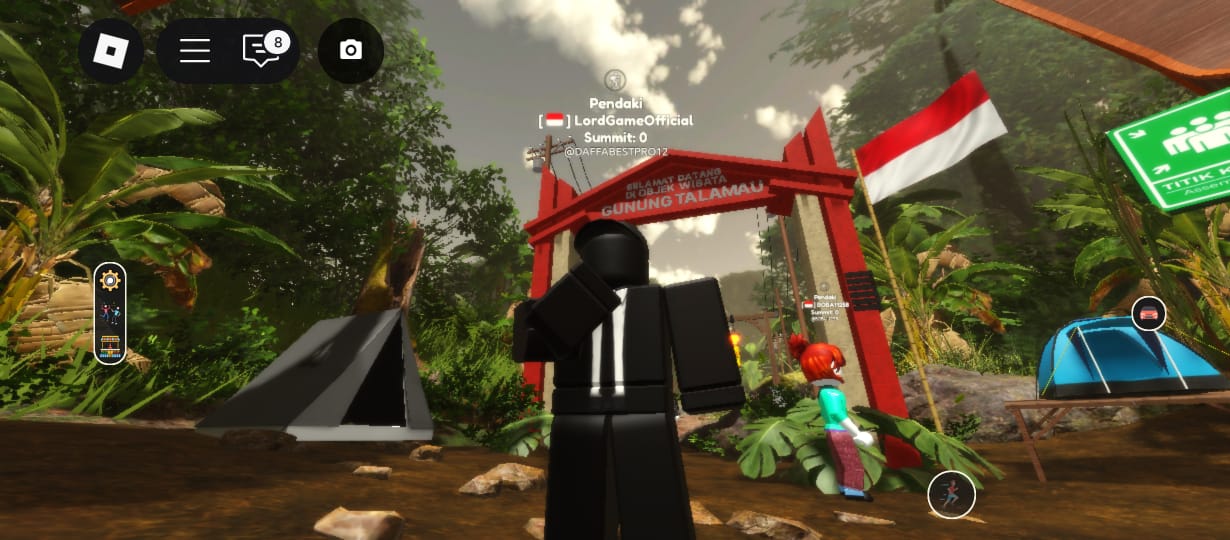 8
Pendaki
[ ] LordGameOfficial
Summit: 0
@DAFFABESTPRO12
SELAMAT DATANG
DI OBJEK WISATA
GUNUNG TALAMAU
TITIK K
Pendaki
Summit: 0